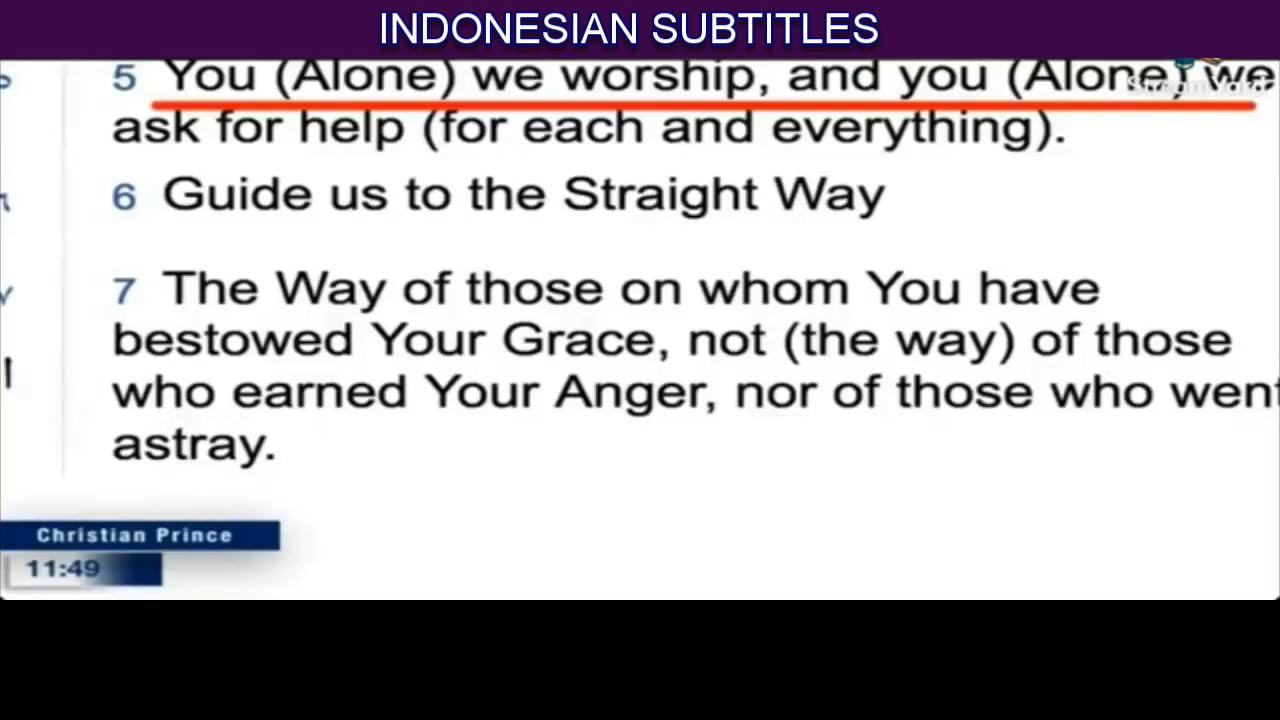 INDONESIAN SUBTITLES
5 You (Alone) we worship, and you (Alone) we
StreamYard
ask for help (for each and everything).
6 Guide us to the Straight Way
7 The Way of those on whom You have
bestowed Your Grace, not (the way) of those
who earned Your Anger, nor of those who went
astray.
Christian Prince
11:49